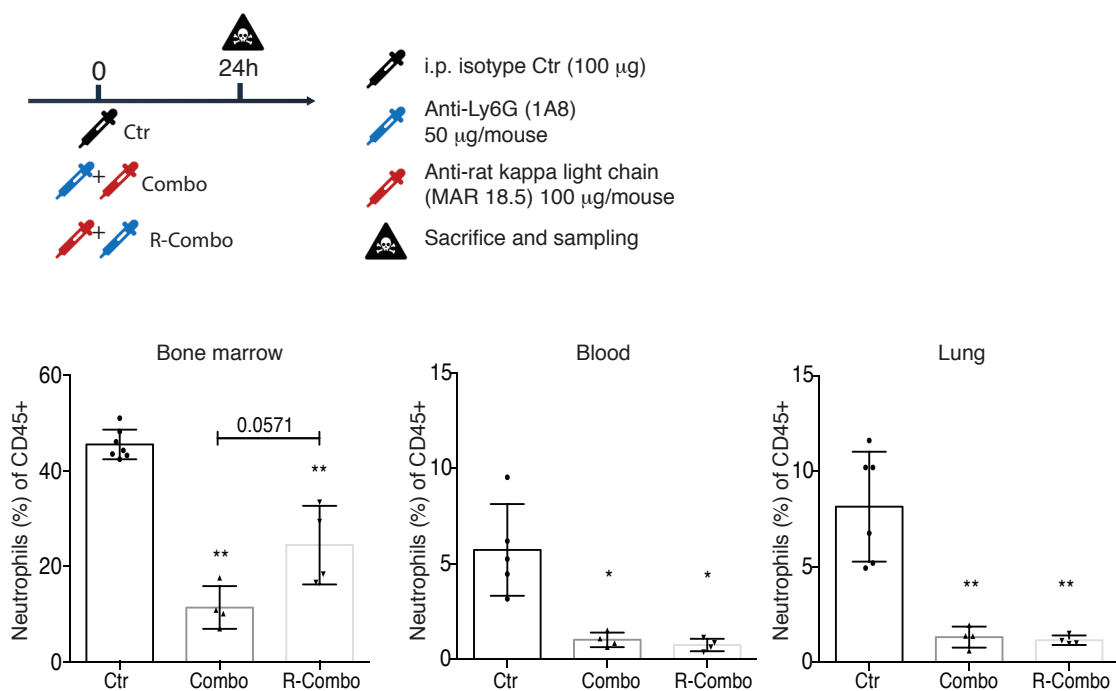 0
24h
Ctr
+
Combo
+
R-Combo
i.p. isotype Ctr (100 µg)
Anti-Ly6G (1A8)
50 µg/mouse
Anti-rat kappa light chain
(MAR 18.5) 100 µg/mouse
Sacrifice and sampling
Bone marrow
Neutrophils (%) of CD45+
60
40
20
0
0.0571
**
**
Ctr
Combo
R-Combo
Blood
Neutrophils (%) of CD45+
15
10
5
0
*
*
Ctr
Combo
R-Combo
Lung
Neutrophils (%) of CD45+
15
10
5
0
**
**
Ctr
Combo
R-Combo